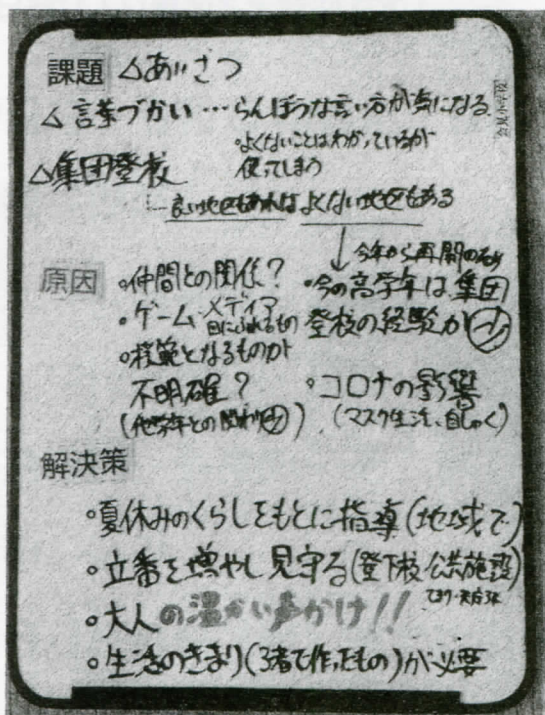 課題 △あいさつ
△言葉づかい…らんぼうな言い方が気になる
・よくないことはわかっているが
使ってしまう
△集団登校
良い地区もあれば よくない地区もある
今年から再開のため
原因 ・仲間との関係? ・今の高学年は、集団
・ゲーム・メディア 登校の経験が㊀
目にふれるもの
・模範となるものが
不明確?
(他学年との関わり㊀)
・コロナの影響
(マスク生活、自しゅく)
解決策
・夏休みのくらしをもとに指導(地域で)
・立番を増やし見守る(登下校 公共施設)
・大人の温かい声かけ!!
・生活のきまり(3者で作ったもの)が必要